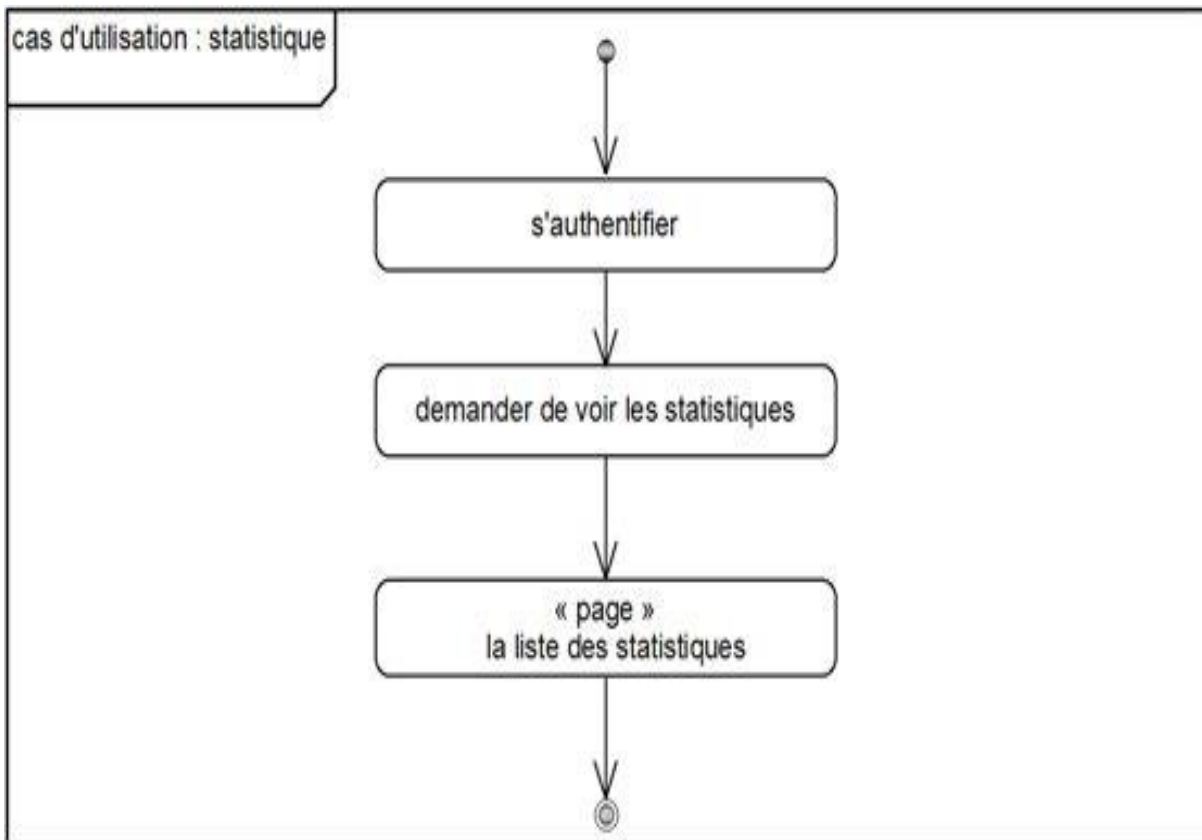 cas d'utilisation : statistique
s'authentifier
demander de voir les statistiques
« page »
la liste des statistiques